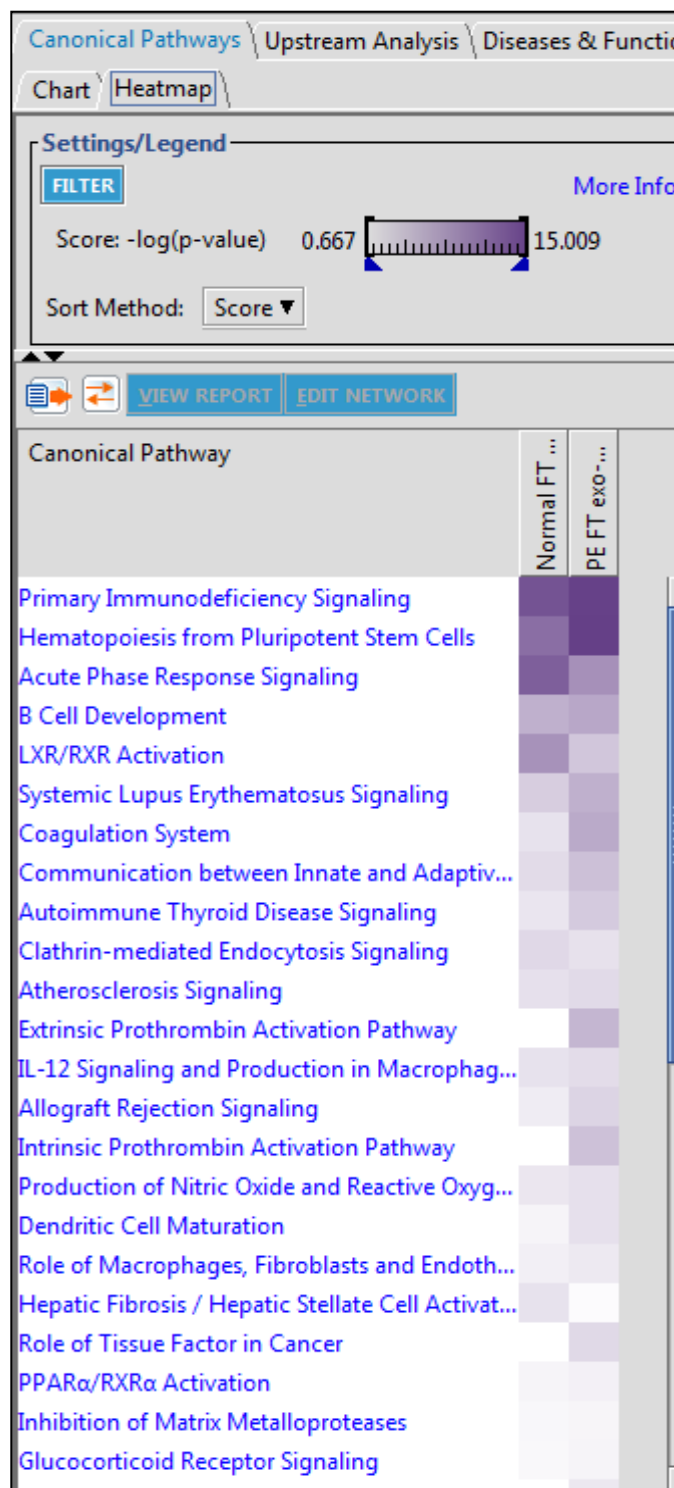 Canonical Pathways Upstream Analysis Diseases & Functi
Chart Heatmap
Settings/Legend
FILTER More Info
Score: -log(p-value) 0.667 15.009
Sort Method: Score ▼
VIEW REPORT EDIT NETWORK
Canonical Pathway Normal FT ... PE FT exo-...
Primary Immunodeficiency Signaling
Hematopoiesis from Pluripotent Stem Cells
Acute Phase Response Signaling
B Cell Development
LXR/RXR Activation
Systemic Lupus Erythematosus Signaling
Coagulation System
Communication between Innate and Adaptiv...
Autoimmune Thyroid Disease Signaling
Clathrin-mediated Endocytosis Signaling
Atherosclerosis Signaling
Extrinsic Prothrombin Activation Pathway
IL-12 Signaling and Production in Macrophag...
Allograft Rejection Signaling
Intrinsic Prothrombin Activation Pathway
Production of Nitric Oxide and Reactive Oxyg...
Dendritic Cell Maturation
Role of Macrophages, Fibroblasts and Endoth...
Hepatic Fibrosis / Hepatic Stellate Cell Activat...
Role of Tissue Factor in Cancer
PPARα/RXRα Activation
Inhibition of Matrix Metalloproteases
Glucocorticoid Receptor Signaling